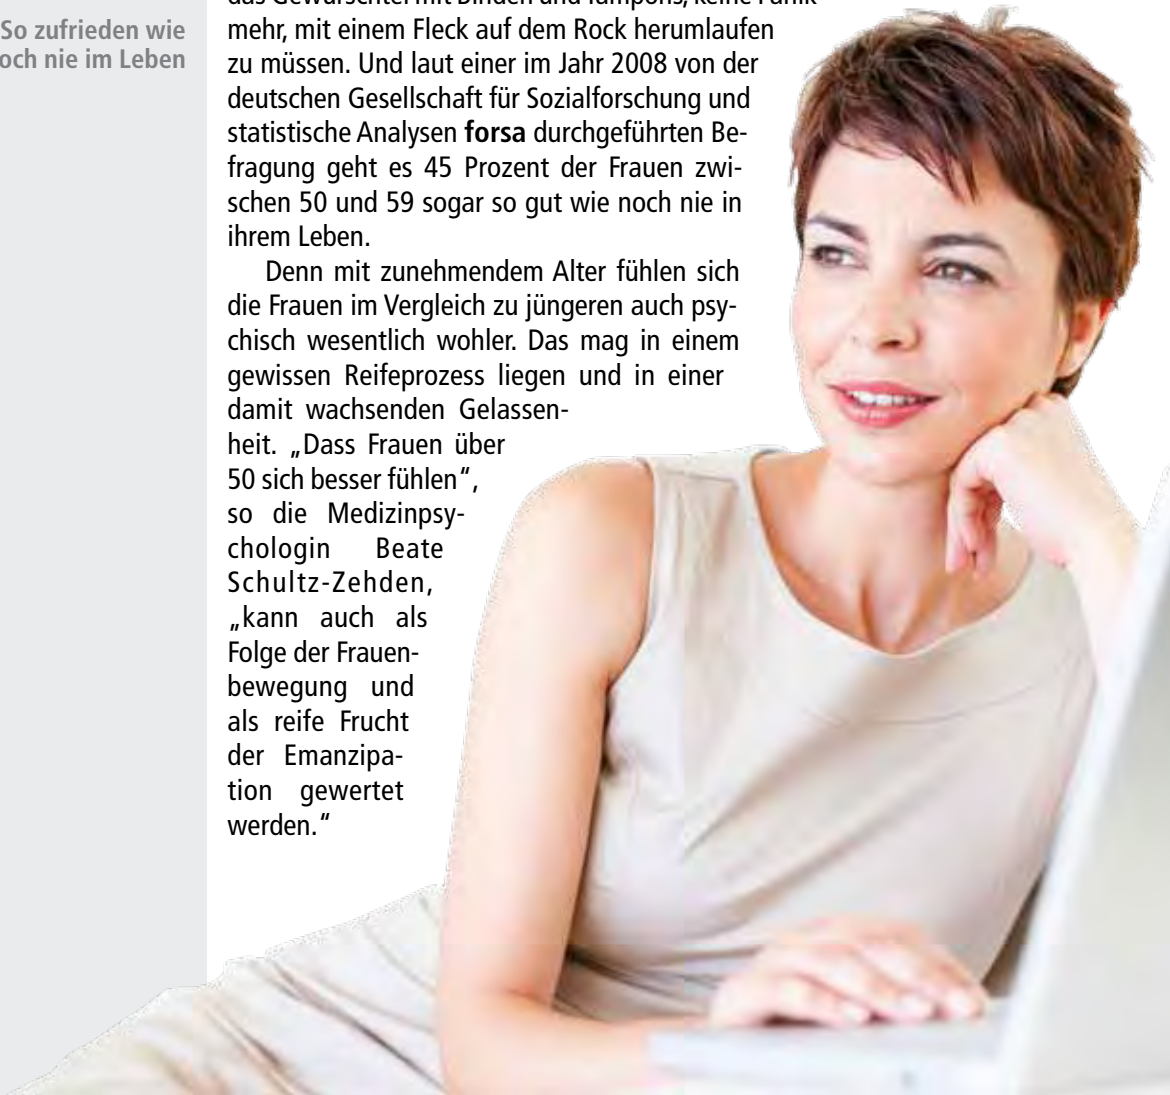 So zufrieden wie
och nie im Leben
mehr, mit einem Fleck auf dem Rock herumlaufen
zu müssen. Und laut einer im Jahr 2008 von der
deutschen Gesellschaft für Sozialforschung und
statistische Analysen forsa durchgeführten Be-
fragung geht es 45 Prozent der Frauen zwi-
schen 50 und 59 sogar so gut wie noch nie in
ihrem Leben.
Denn mit zunehmendem Alter fühlen sich
die Frauen im Vergleich zu jüngeren auch psy-
chisch wesentlich wohler. Das mag in einem
gewissen Reifeprozess liegen und in einer
damit wachsenden Gelassen-
heit. „Dass Frauen über
50 sich besser fühlen“,
so die Medizinpsy-
chologin Beate
Schultz-Zehden,
„kann auch als
Folge der Frauen-
bewegung und
als reife Frucht
der Emanzipa-
tion gewertet
werden.“